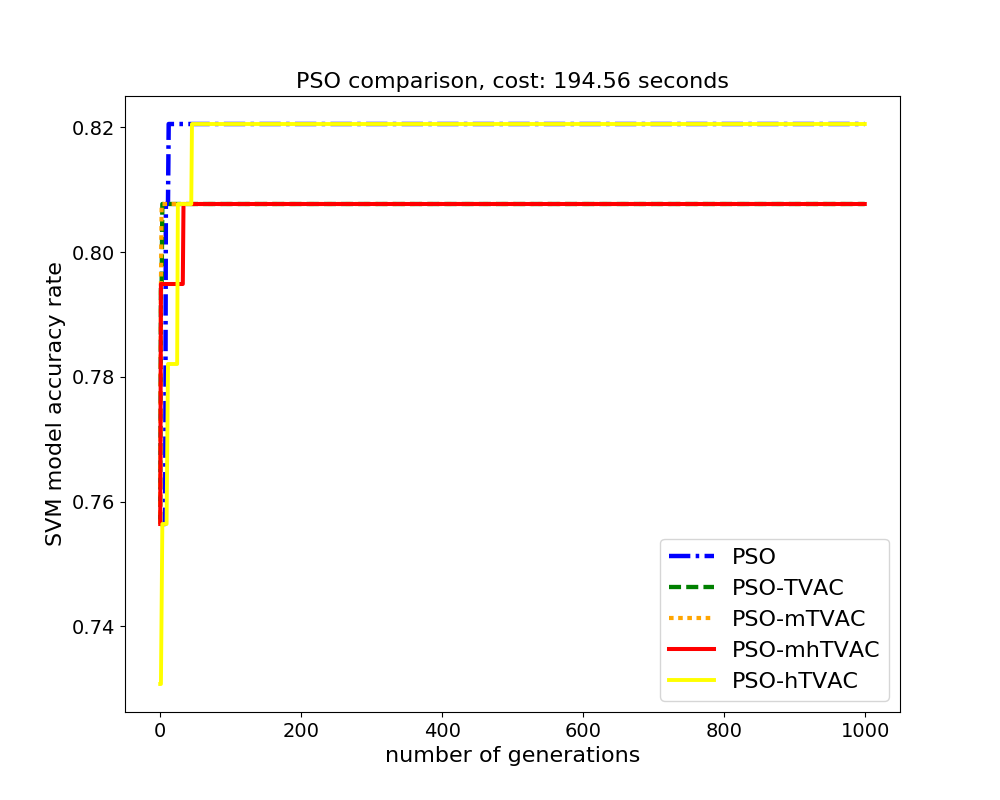 PSO comparison, cost: 194.56 seconds
SVM model accuracy rate
0.82
0.80
0.78
0.76
0.74
0
200
400
600
800
1000
number of generations
PSO
PSO-TVAC
PSO-mTVAC
PSO-mhTVAC
PSO-hTVAC